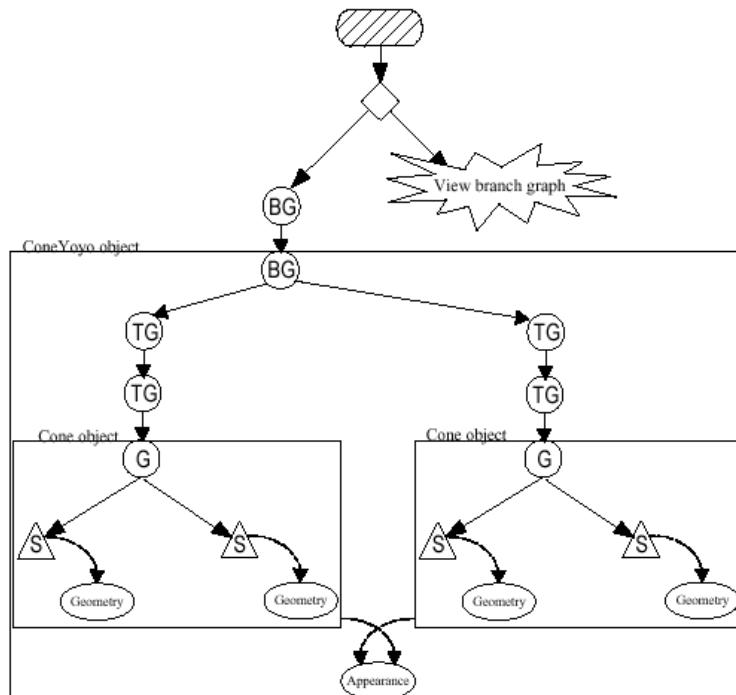 View branch graph
BG
ConeYoyo object
BG
TG
TG
TG
TG
Cone object
Cone object
G
G
S
S
S
S
Geometry
Geometry
Geometry
Geometry
Appearance